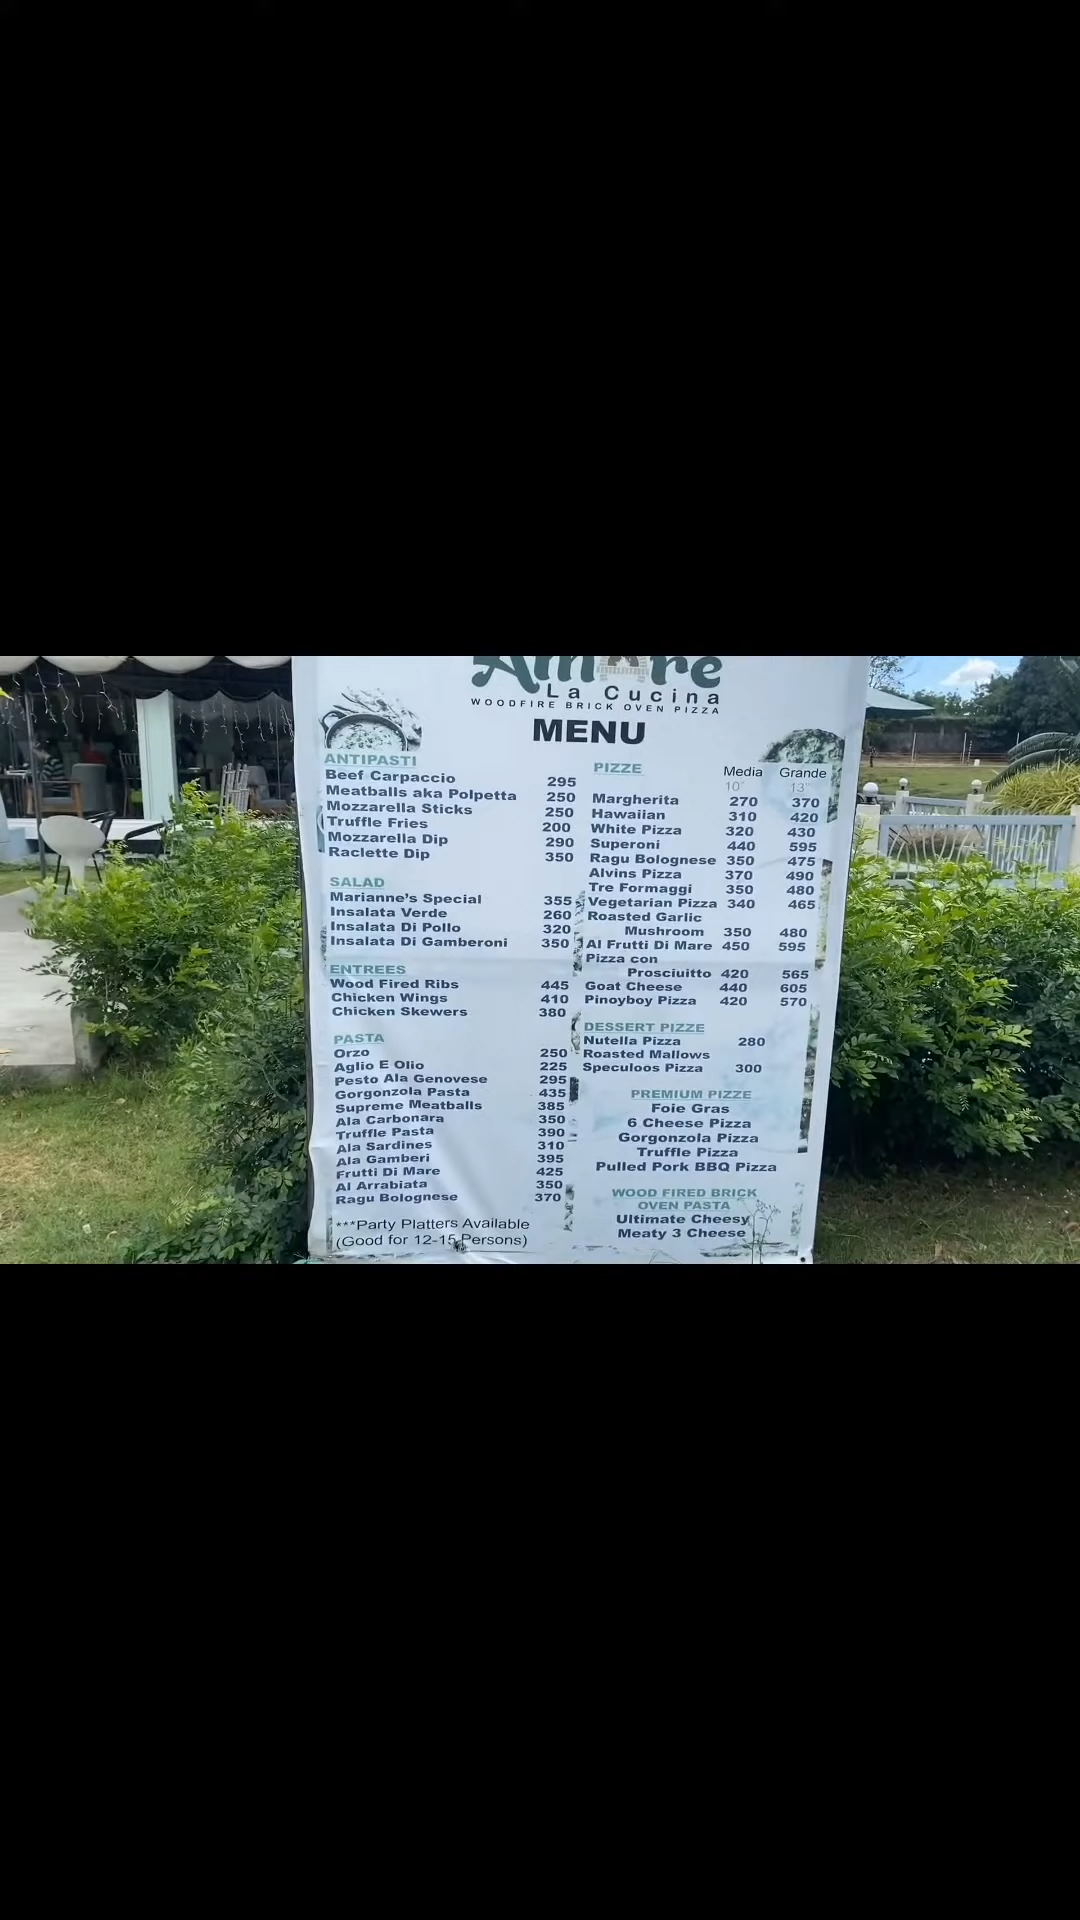 Amore
La Cucina
WOODFIRE BRICK OVEN PIZZA
MENU
ANTIPASTI
Beef Carpaccio 295
Meatballs aka Polpetta 250
Mozzarella Sticks 250
Truffle Fries 200
Mozzarella Dip 290
Raclette Dip 350
SALAD
Marianne's Special 355
Insalata Verde 260
Insalata Di Pollo 320
Insalata Di Gamberoni 350
ENTREES
Wood Fired Ribs 445
Chicken Wings 410
Chicken Skewers 380
PASTA
Orzo 250
Aglio E Olio 225
Pesto Ala Genovese 295
Gorgonzola Pasta 435
Supreme Meatballs 385
Ala Carbonara 350
Truffle Pasta 390
Ala Sardines 310
Ala Gamberi 395
Frutti Di Mare 425
Al Arrabiata 350
Ragu Bolognese 370
***Party Platters Available
(Good for 12-15 Persons)
PIZZE Media Grande
10" 13"
Margherita 270 370
Hawaiian 310 420
White Pizza 320 430
Superoni 440 595
Ragu Bolognese 350 475
Alvins Pizza 370 490
Tre Formaggi 350 480
Vegetarian Pizza 340 465
Roasted Garlic
Mushroom 350 480
Al Frutti Di Mare 450 595
Pizza con
Prosciuitto 420 565
Goat Cheese 440 605
Pinoyboy Pizza 420 570
DESSERT PIZZE
Nutella Pizza 280
Roasted Mallows
Speculoos Pizza 300
PREMIUM PIZZE
Foie Gras
6 Cheese Pizza
Gorgonzola Pizza
Truffle Pizza
Pulled Pork BBQ Pizza
WOOD FIRED BRICK
OVEN PASTA
Ultimate Cheesy
Meaty 3 Cheese